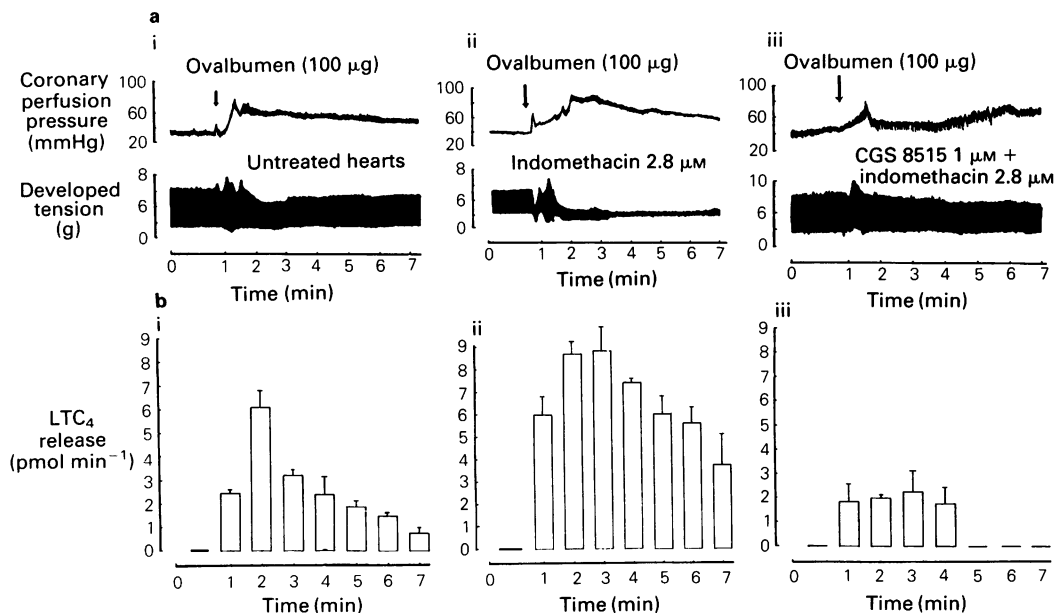 a
i
ii
iii
Ovalbumen (100 µg)
Ovalbumen (100 µg)
Ovalbumen (100 µg)
Coronary
perfusion
pressure
(mmHg)
100
60
20
100
60
20
100
60
20
Untreated hearts
Indomethacin 2.8 µM
CGS 8515 1 µM +
indomethacin 2.8 µM
Developed
tension
(g)
8
6
2
0
8
6
2
0
10
6
2
0
0 1 2 3 4 5 6 7
0 1 2 3 4 5 6 7
0 1 2 3 4 5 6 7
Time (min)
Time (min)
Time (min)
b
i
ii
iii
LTC4
release
(pmol min−1)
9
8
7
6
5
4
3
2
1
0
9
8
7
6
5
4
3
2
1
0
9
8
7
6
5
4
3
2
1
0
0 1 2 3 4 5 6 7
0 1 2 3 4 5 6 7
0 1 2 3 4 5 6 7
Time (min)
Time (min)
Time (min)